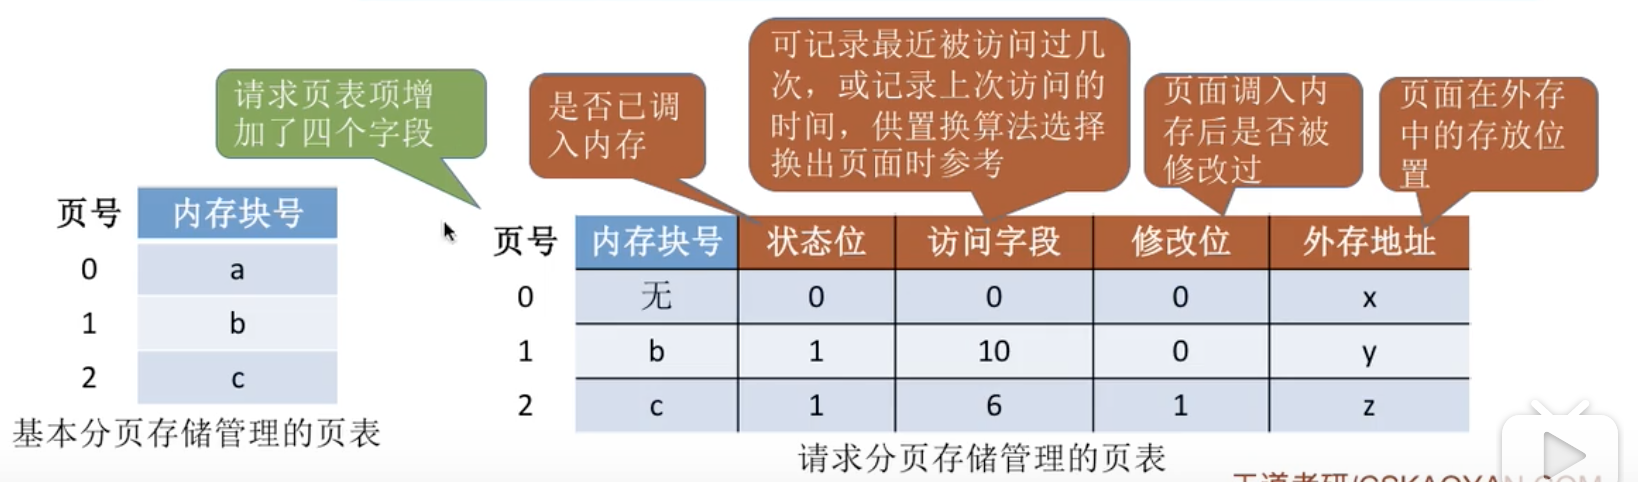 请求页表项增
加了四个字段
是否已调
入内存
可记录最近被访问过几
次，或记录上次访问的
时间，供置换算法选择
换出页面时参考
页面调入内
存后是否被
修改过
页面在外存
中的存放位
置
页号 内存块号
0 a
1 b
2 c
基本分页存储管理的页表
页号 内存块号 状态位 访问字段 修改位 外存地址
0 无 0 0 0 x
1 b 1 10 0 y
2 c 1 6 1 z
请求分页存储管理的页表